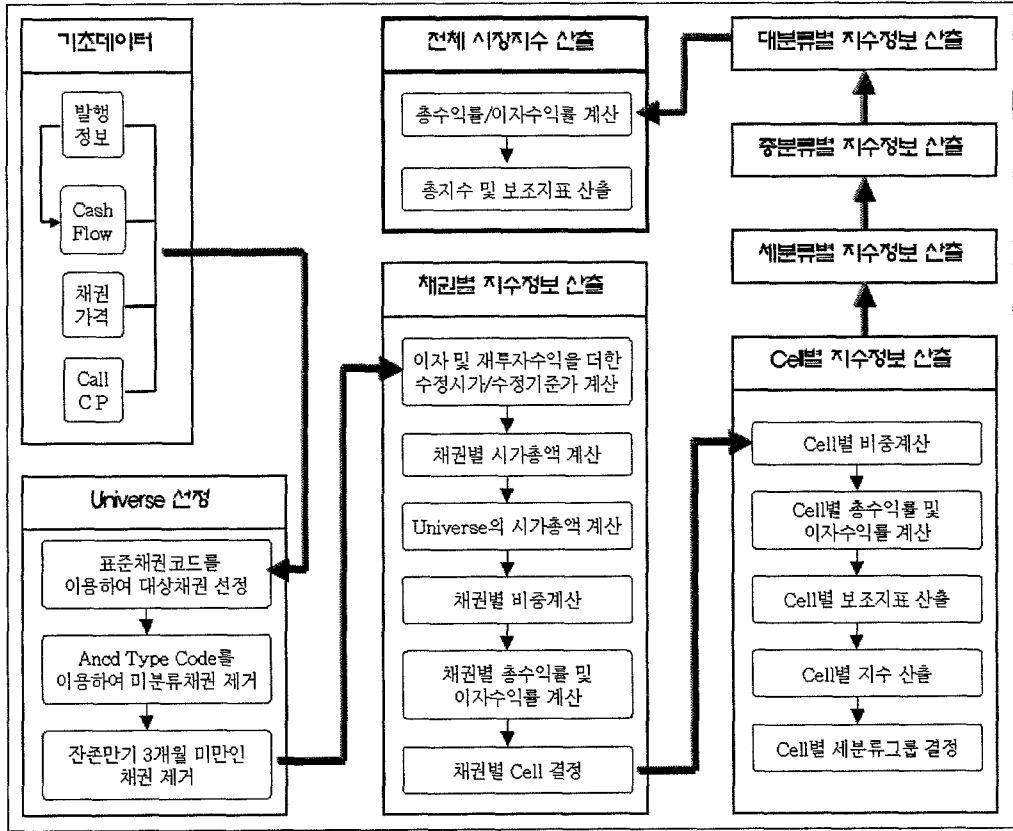 기초데이터
발행
정보
Cash
Flow
채권
가격
Call
CP
Universe 선정
표준채권코드를
이용하여 대상채권 선정
Ancd Type Code를
이용하여 미분류채권 제거
잔존만기 3개월 미만인
채권 제거
전체 시장지수 산출
총수익률/이자수익률 계산
총지수 및 보조지표 산출
채권별 지수정보 산출
이자 및 재투자수익을 더한
수정시가/수정기준가 계산
채권별 시가총액 계산
Universe의 시가총액 계산
채권별 비중계산
채권별 총수익률 및
이자수익률 계산
채권별 Cell 결정
대분류별 지수정보 산출
중분류별 지수정보 산출
세분류별 지수정보 산출
Cell별 지수정보 산출
Cell별 비중계산
Cell별 총수익률 및
이자수익률 계산
Cell별 보조지표 산출
Cell별 지수 산출
Cell별 세분류그룹 결정